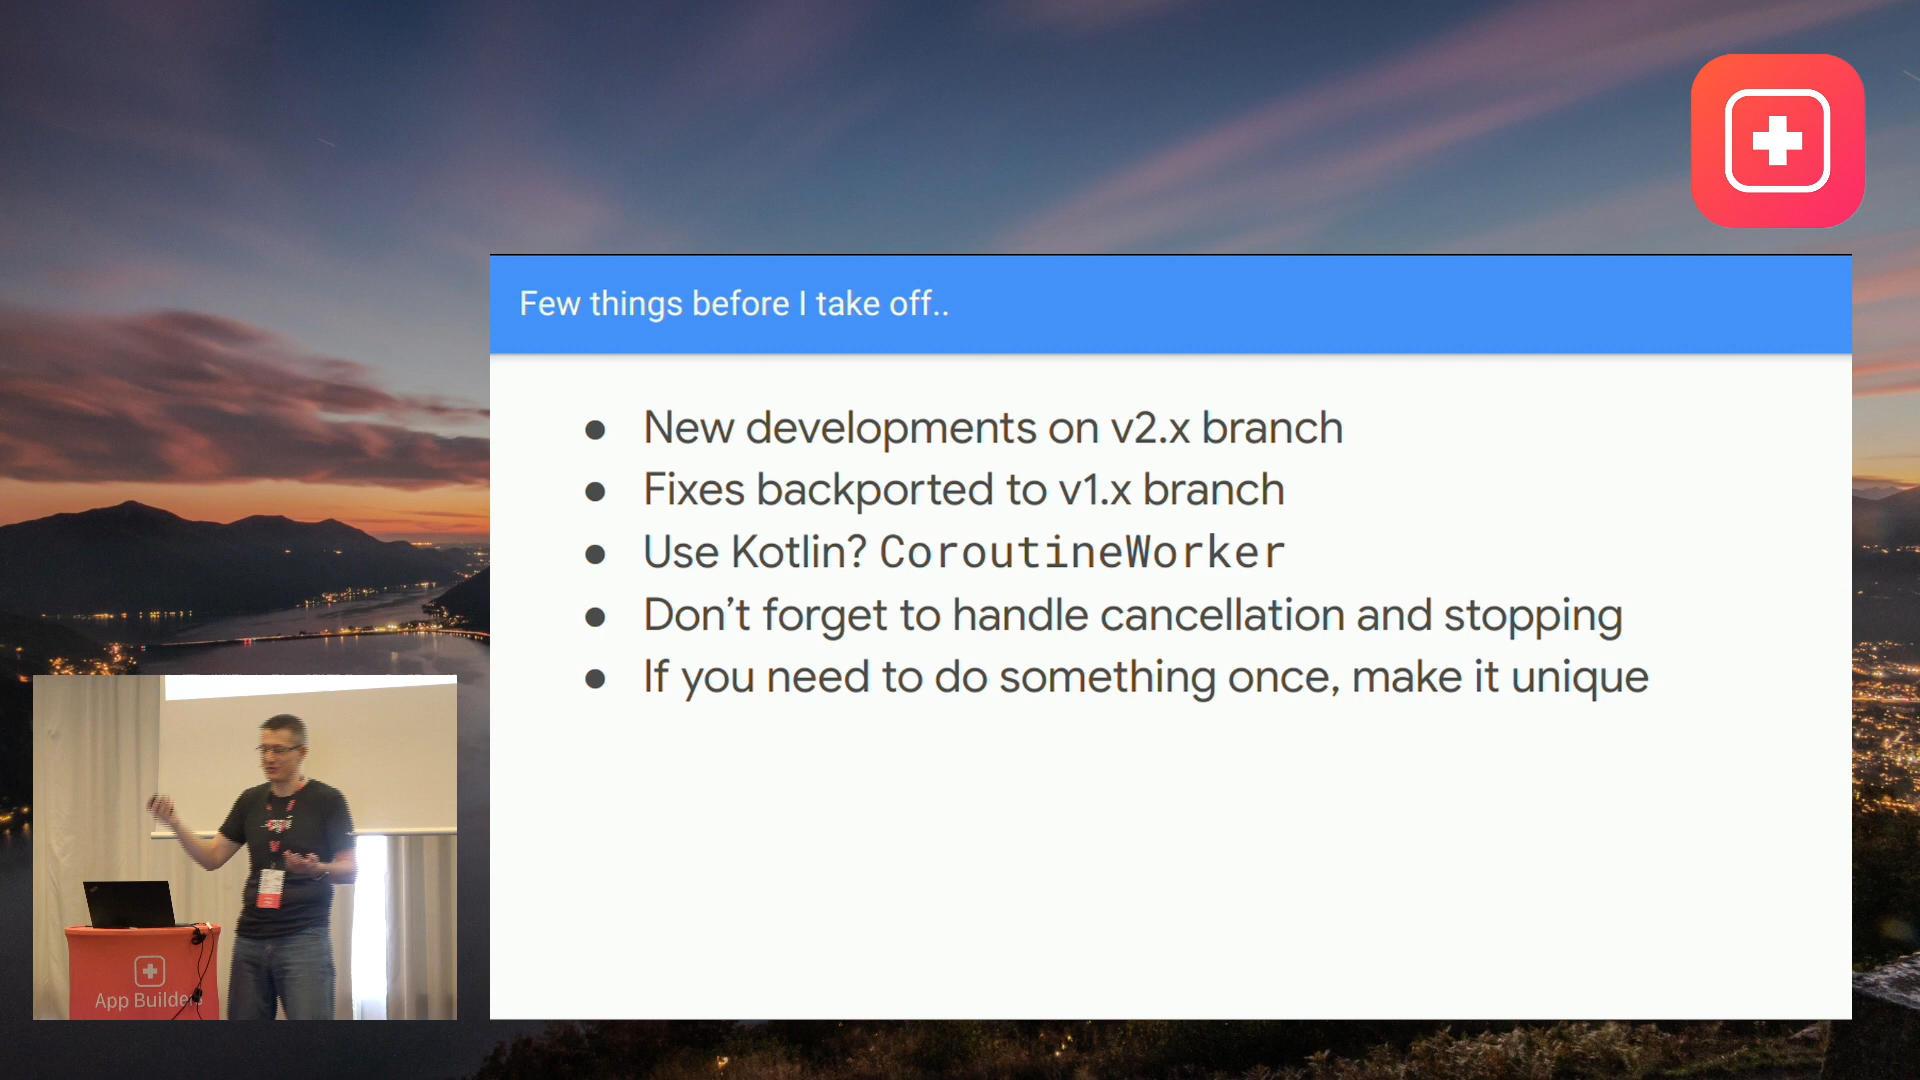 Few things before I take off..
● New developments on v2.x branch
● Fixes backported to v1.x branch
● Use Kotlin? CoroutineWorker
● Don’t forget to handle cancellation and stopping
● If you need to do something once, make it unique
App Builders